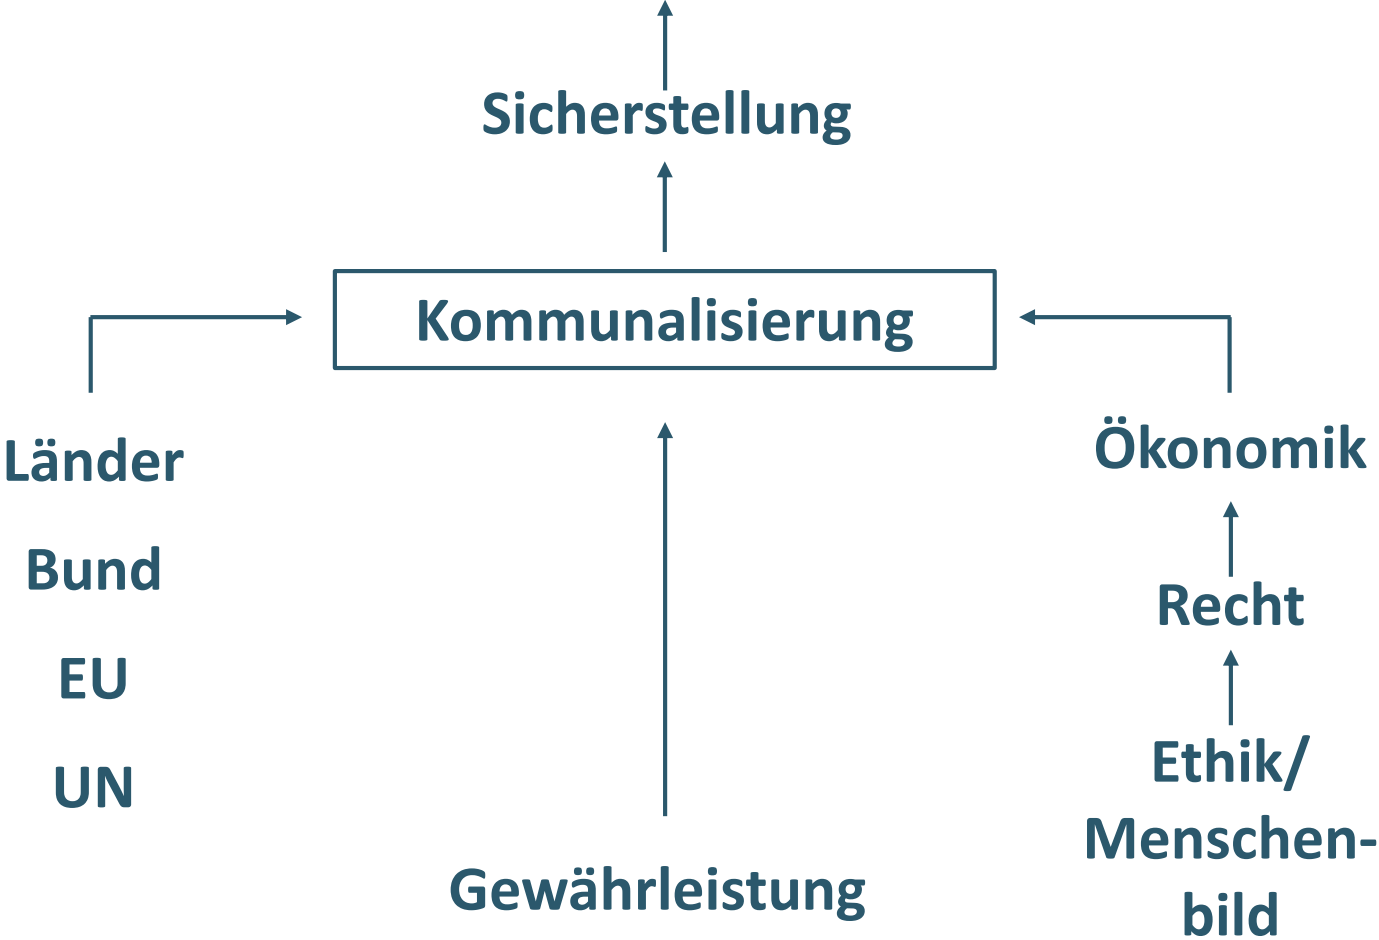 Sicherstellung
Kommunalisierung
Länder
Bund
EU
UN
Gewährleistung
Ökonomik
Recht
Ethik/
Menschen-
bild